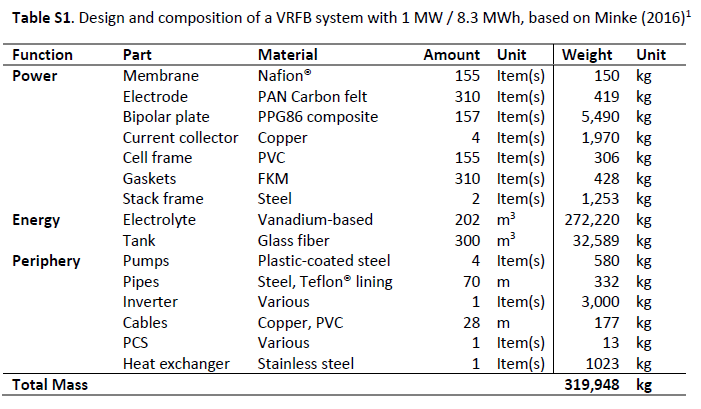 Table S1. Design and composition of a VRFB system with 1 MW / 8.3 MWh, based on Minke (2016)¹
Function Part Material Amount Unit Weight Unit
Power Membrane Nafion® 155 Item(s) 150 kg
Electrode PAN Carbon felt 310 Item(s) 419 kg
Bipolar plate PPG86 composite 157 Item(s) 5,490 kg
Current collector Copper 4 Item(s) 1,970 kg
Cell frame PVC 155 Item(s) 306 kg
Gaskets FKM 310 Item(s) 428 kg
Stack frame Steel 2 Item(s) 1,253 kg
Energy Electrolyte Vanadium-based 202 m³ 272,220 kg
Tank Glass fiber 300 m³ 32,589 kg
Periphery Pumps Plastic-coated steel 4 Item(s) 580 kg
Pipes Steel, Teflon® lining 70 m 332 kg
Inverter Various 1 Item(s) 3,000 kg
Cables Copper, PVC 28 m 177 kg
PCS Various 1 Item(s) 13 kg
Heat exchanger Stainless steel 1 Item(s) 1023 kg
Total Mass 319,948 kg